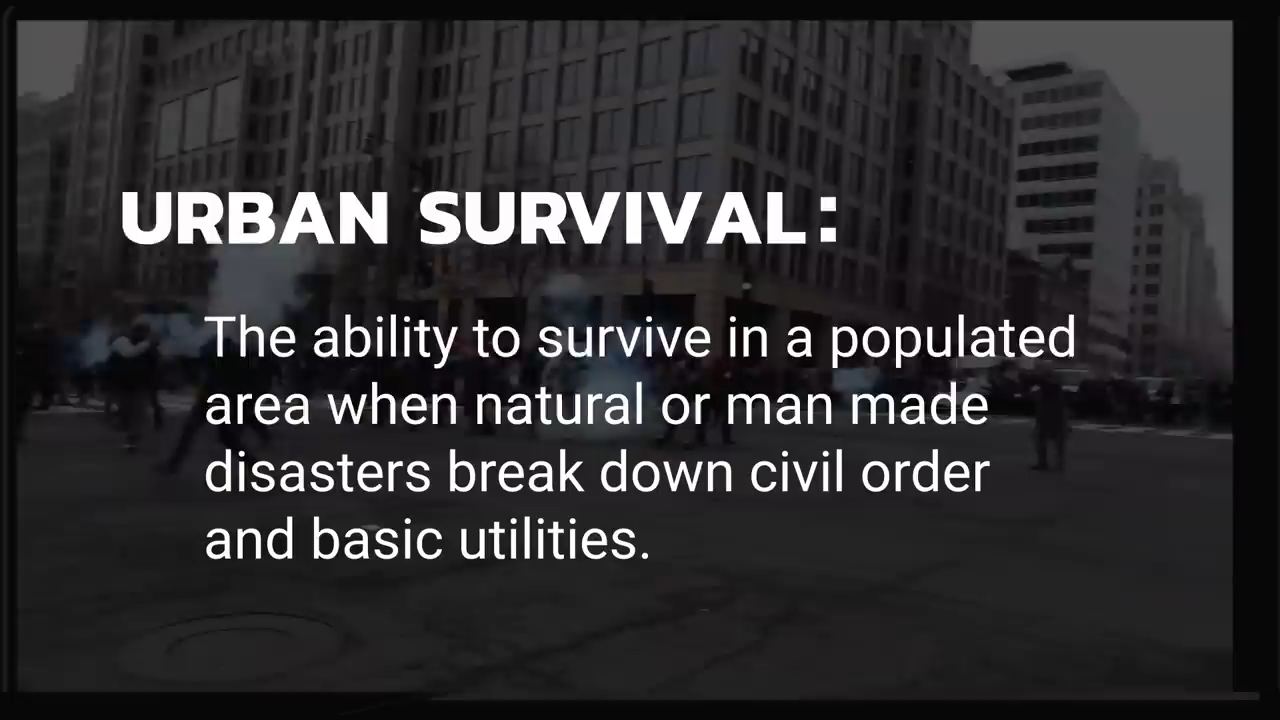 URBAN SURVIVAL:
The ability to survive in a populated
area when natural or man made
disasters break down civil order
and basic utilities.